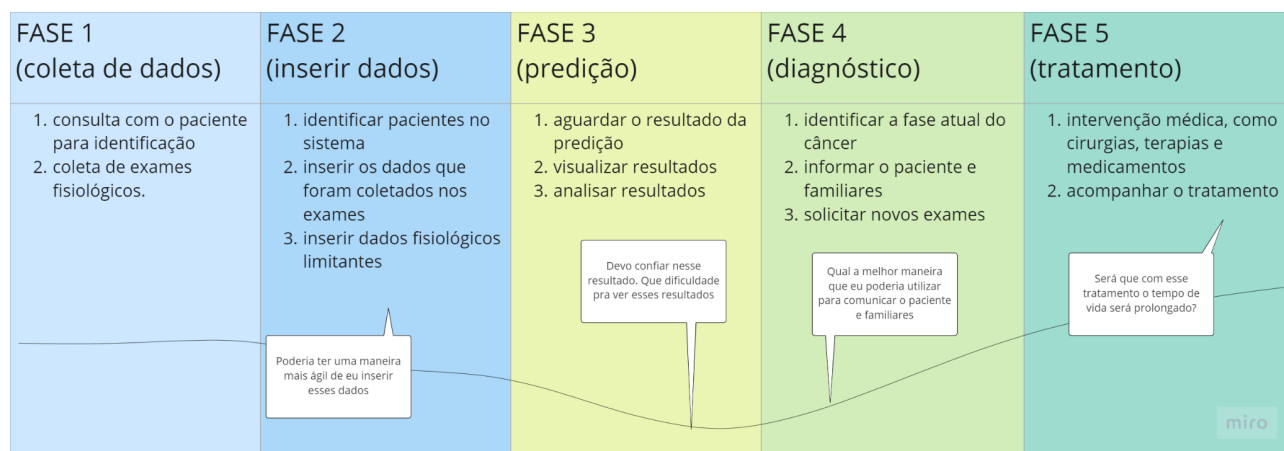 FASE 1
(coleta de dados)
1. consulta com o paciente
para identificação
2. coleta de exames
fisiológicos.
FASE 2
(inserir dados)
1. identificar pacientes no
sistema
2. inserir os dados que
foram coletados nos
exames
3. inserir dados fisiológicos
limitantes
Poderia ter uma maneira
mais ágil de eu inserir
esses dados
FASE 3
(predição)
1. aguardar o resultado da
predição
2. visualizar resultados
3. analisar resultados
Devo confiar nesse
resultado. Que dificuldade
pra ver esses resultados
FASE 4
(diagnóstico)
1. identificar a fase atual do
câncer
2. informar o paciente e
familiares
3. solicitar novos exames
Qual a melhor maneira
que eu poderia utilizar
para comunicar o paciente
e familiares
FASE 5
(tratamento)
1. intervenção médica, como
cirurgias, terapias e
medicamentos
2. acompanhar o tratamento
Será que com esse
tratamento o tempo de
vida será prolongado?
miro